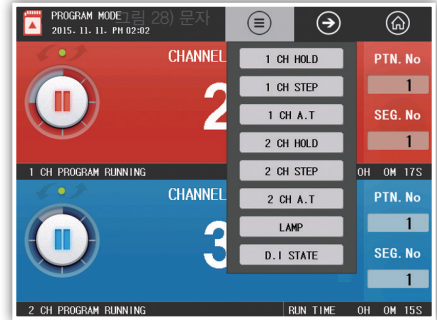 PROGRAM MODE
그림 28) 문자
2015. 11. 11. PM 02:02
CHANNEL
2
PTN. No
1
SEG. No
1
1 CH PROGRAM RUNNING
0H 0M 17S
1 CH HOLD
1 CH STEP
1 CH A.T
2 CH HOLD
2 CH STEP
2 CH A.T
LAMP
D.I STATE
CHANNEL
3
PTN. No
1
SEG. No
1
2 CH PROGRAM RUNNING
RUN TIME 0H 0M 15S